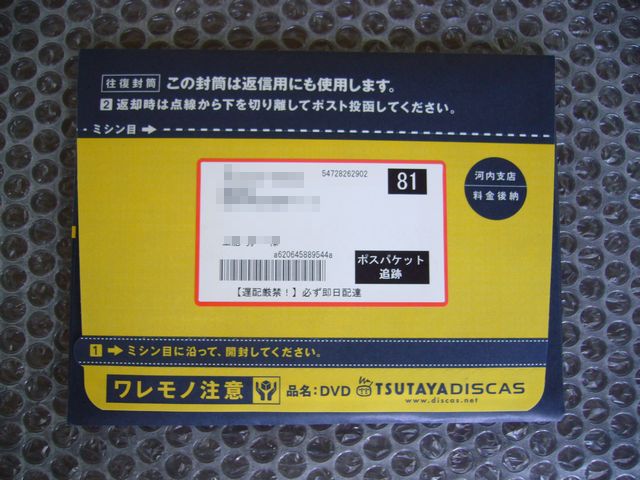 往復封筒 この封筒は返信用にも使用します。
2 返却時は点線から下を切り離してポスト投函してください。
ミシン目
54728262902
81
河内支店
料金後納
a620645889544a
ポスパケット
追跡
【遅配厳禁！】必ず即日配達
1 ミシン目に沿って、開封してください。
ワレモノ注意 品名：DVD TSUTAYA DISCAS
www.discas.net